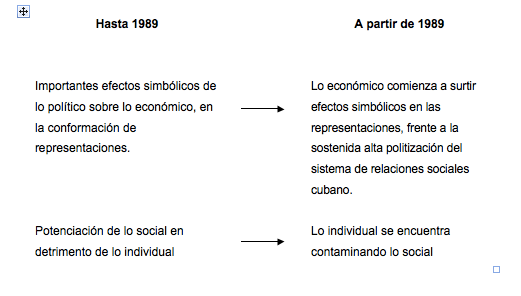 Hasta 1989
A partir de 1989
Importantes efectos simbólicos de
lo político sobre lo económico, en
la conformación de
representaciones.
Lo económico comienza a surtir
efectos simbólicos en las
representaciones, frente a la
sostenida alta politización del
sistema de relaciones sociales
cubano.
Potenciación de lo social en
detrimento de lo individual
Lo individual se encuentra
contaminando lo social